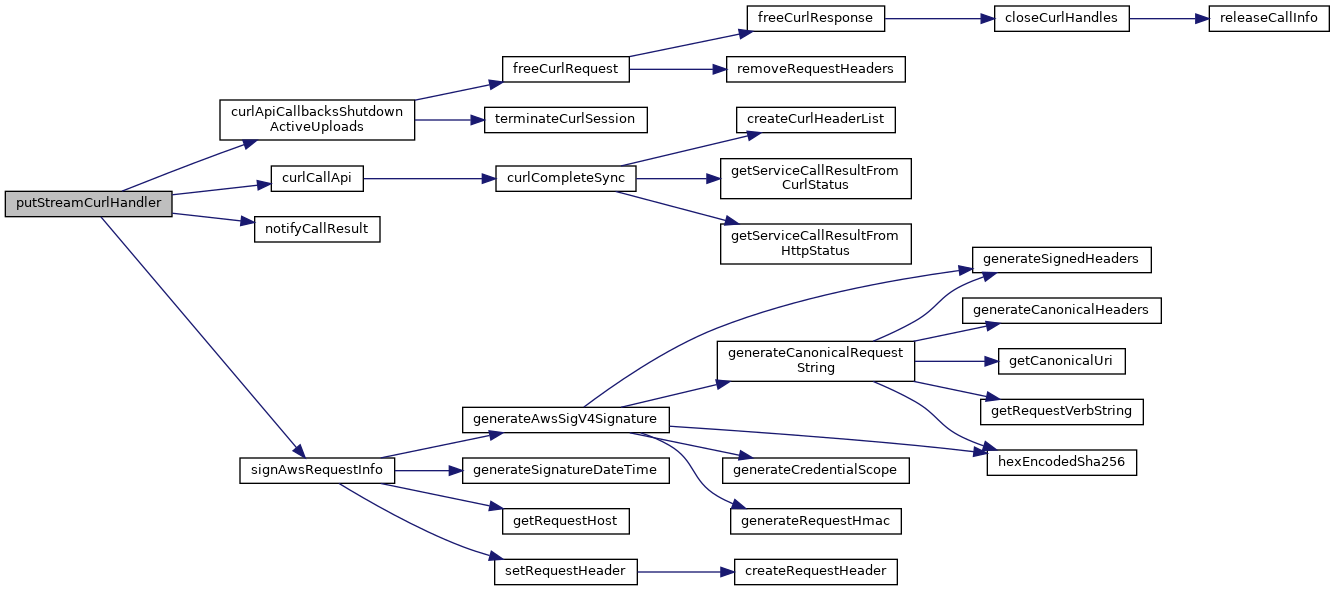 freeCurlResponse
closeCurlHandles
releaseCallInfo
freeCurlRequest
removeRequestHeaders
curlApiCallbacksShutdown
ActiveUploads
terminateCurlSession
createCurlHeaderList
curlCallApi
curlCompleteSync
getServiceCallResultFrom
CurlStatus
putStreamCurlHandler
notifyCallResult
getServiceCallResultFrom
HttpStatus
generateSignedHeaders
generateCanonicalHeaders
generateCanonicalRequest
String
getCanonicalUri
getRequestVerbString
generateAwsSigV4Signature
hexEncodedSha256
signAwsRequestInfo
generateSignatureDateTime
generateCredentialScope
getRequestHost
generateRequestHmac
setRequestHeader
createRequestHeader